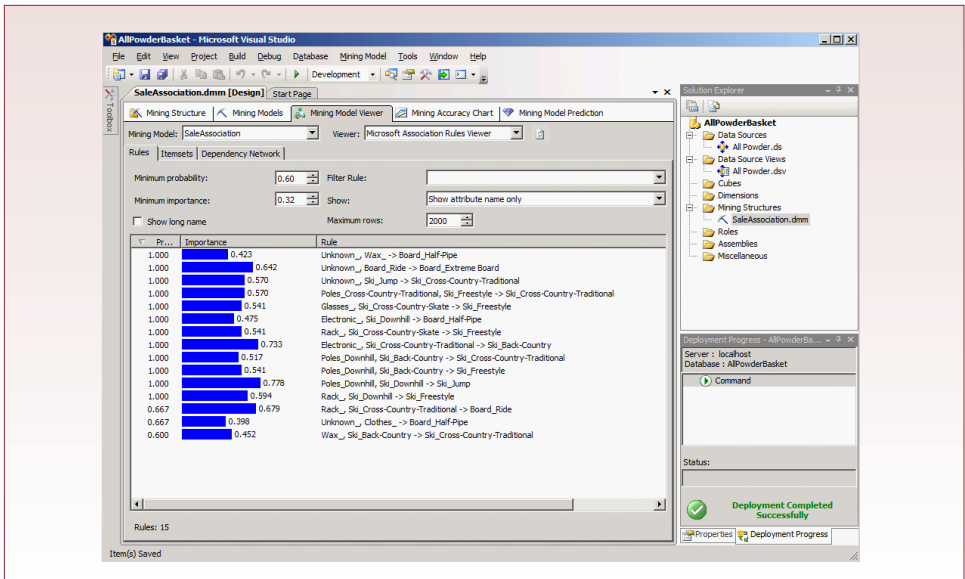 AllPowderBasket - Microsoft Visual Studio
File Edit View Project Build Debug Database Mining Model Tools Window Help
Development
Toolbox
SaleAssociation.dmm [Design] Start Page
Mining Structure Mining Models Mining Model Viewer Mining Accuracy Chart Mining Model Prediction
Mining Model: SaleAssociation Viewer: Microsoft Association Rules Viewer
Rules Itemsets Dependency Network
Minimum probability: 0.60 Filter Rule:
Minimum importance: 0.32 Show: Show attribute name only
Show long name Maximum rows: 2000
Pr... Importance Rule
1.000 0.423 Unknown_, Wax_ -> Board_Half-Pipe
1.000 0.642 Unknown_, Board_Ride -> Board_Extreme Board
1.000 0.570 Unknown_, Ski_Jump -> Ski_Cross-Country-Traditional
1.000 0.570 Poles_Cross-Country-Traditional, Ski_Freestyle -> Ski_Cross-Country-Traditional
1.000 0.541 Glasses_, Ski_Cross-Country-Skate -> Ski_Freestyle
1.000 0.475 Electronic_, Ski_Downhill -> Board_Half-Pipe
1.000 0.541 Rack_, Ski_Cross-Country-Skate -> Ski_Freestyle
1.000 0.733 Electronic_, Ski_Cross-Country-Traditional -> Ski_Back-Country
1.000 0.517 Poles_Downhill, Ski_Back-Country -> Ski_Cross-Country-Traditional
1.000 0.541 Poles_Downhill, Ski_Back-Country -> Ski_Freestyle
1.000 0.778 Poles_Downhill, Ski_Downhill -> Ski_Jump
1.000 0.594 Rack_, Ski_Downhill -> Ski_Freestyle
0.667 0.679 Rack_, Ski_Cross-Country-Traditional -> Board_Ride
0.667 0.398 Unknown_, Clothes_ -> Board_Half-Pipe
0.600 0.452 Wax_, Ski_Back-Country -> Ski_Cross-Country-Traditional
Rules: 15
Item(s) Saved
Solution Explorer
AllPowderBasket
Data Sources
All Powder.ds
Data Source Views
All Powder.dsv
Cubes
Dimensions
Mining Structures
SaleAssociation.dmm
Roles
Assemblies
Miscellaneous
Deployment Progress - AllPowderBa...
Server : localhost
Database : AllPowderBasket
Command
Status:
Deployment Completed
Successfully
Properties Deployment Progress